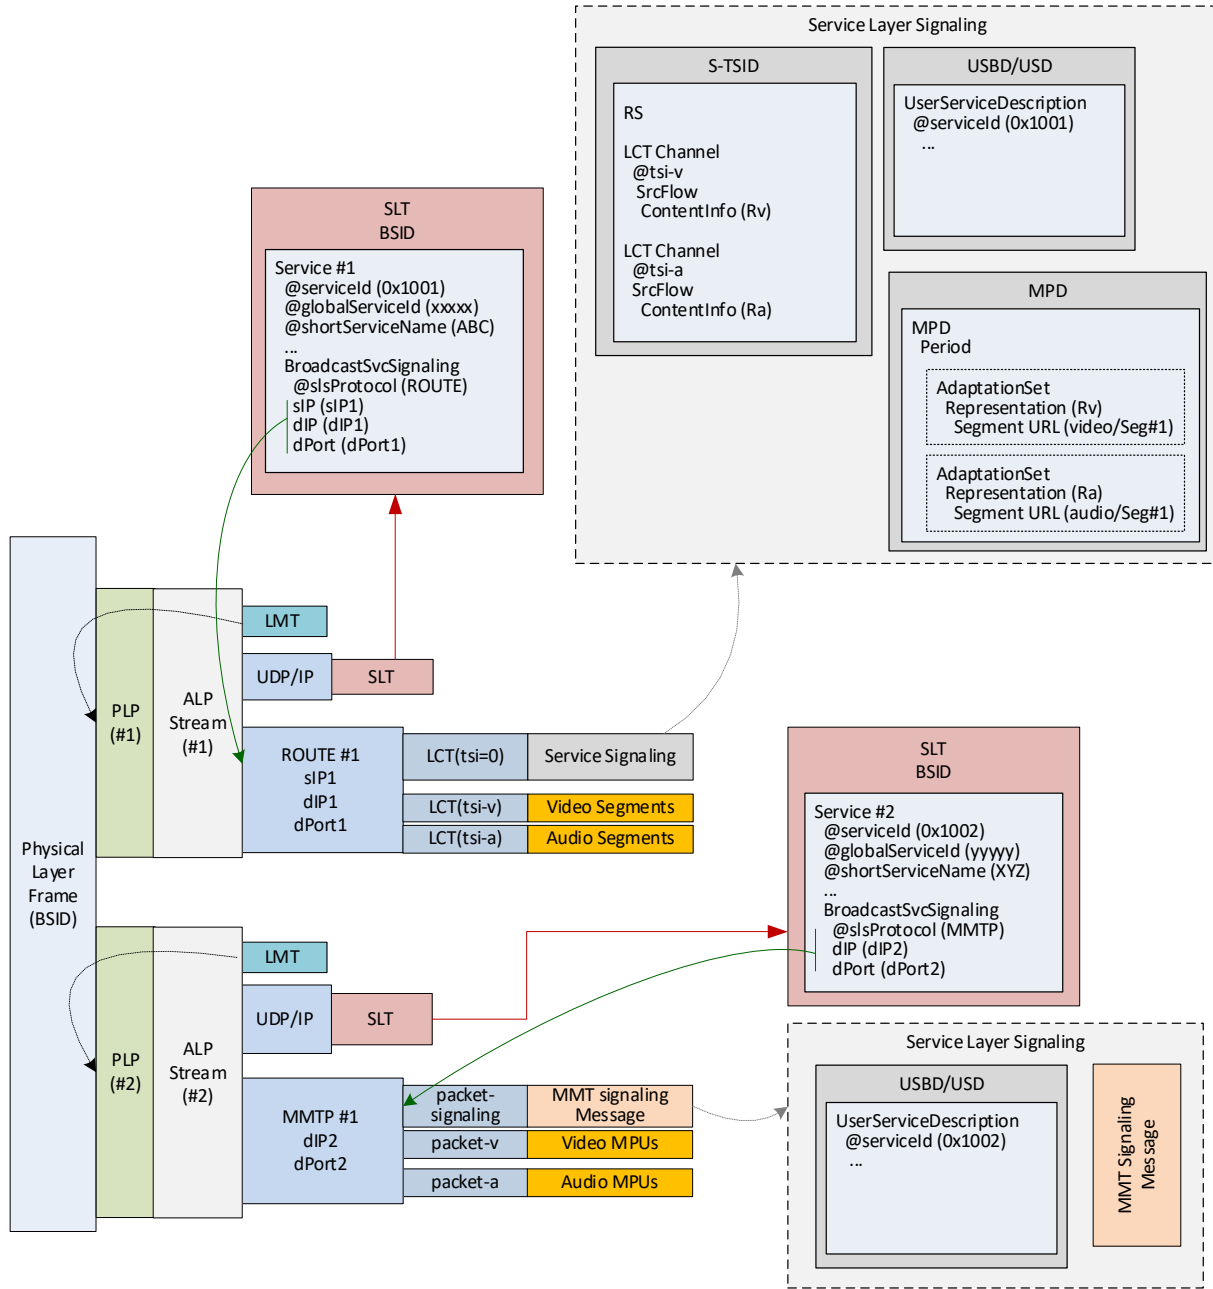 Service Layer Signaling
S-TSID
RS
LCT Channel
@tsi-v
SrcFlow
ContentInfo (Rv)
LCT Channel
@tsi-a
SrcFlow
ContentInfo (Ra)
USBD/USD
UserServiceDescription
@serviceId (0x1001)
...
MPD
MPD
Period
AdaptationSet
Representation (Rv)
Segment URL (video/Seg#1)
AdaptationSet
Representation (Ra)
Segment URL (audio/Seg#1)
SLT
BSID
Service #1
@serviceId (0x1001)
@globalServiceId (xxxxx)
@shortServiceName (ABC)
...
BroadcastSvcSignaling
@slsProtocol (ROUTE)
sIP (sIP1)
dIP (dIP1)
dPort (dPort1)
Physical
Layer
Frame
(BSID)
PLP
(#1)
ALP
Stream
(#1)
LMT
UDP/IP
SLT
ROUTE #1
sIP1
dIP1
dPort1
LCT(tsi=0)
Service Signaling
LCT(tsi-v)
Video Segments
LCT(tsi-a)
Audio Segments
SLT
BSID
Service #2
@serviceId (0x1002)
@globalServiceId (yyyyy)
@shortServiceName (XYZ)
...
BroadcastSvcSignaling
@slsProtocol (MMTP)
dIP (dIP2)
dPort (dPort2)
PLP
(#2)
ALP
Stream
(#2)
LMT
UDP/IP
SLT
MMTP #1
dIP2
dPort2
packet-
signaling
MMT signaling
Message
packet-v
Video MPUs
packet-a
Audio MPUs
Service Layer Signaling
USBD/USD
UserServiceDescription
@serviceId (0x1002)
...
MMT Signaling
Message